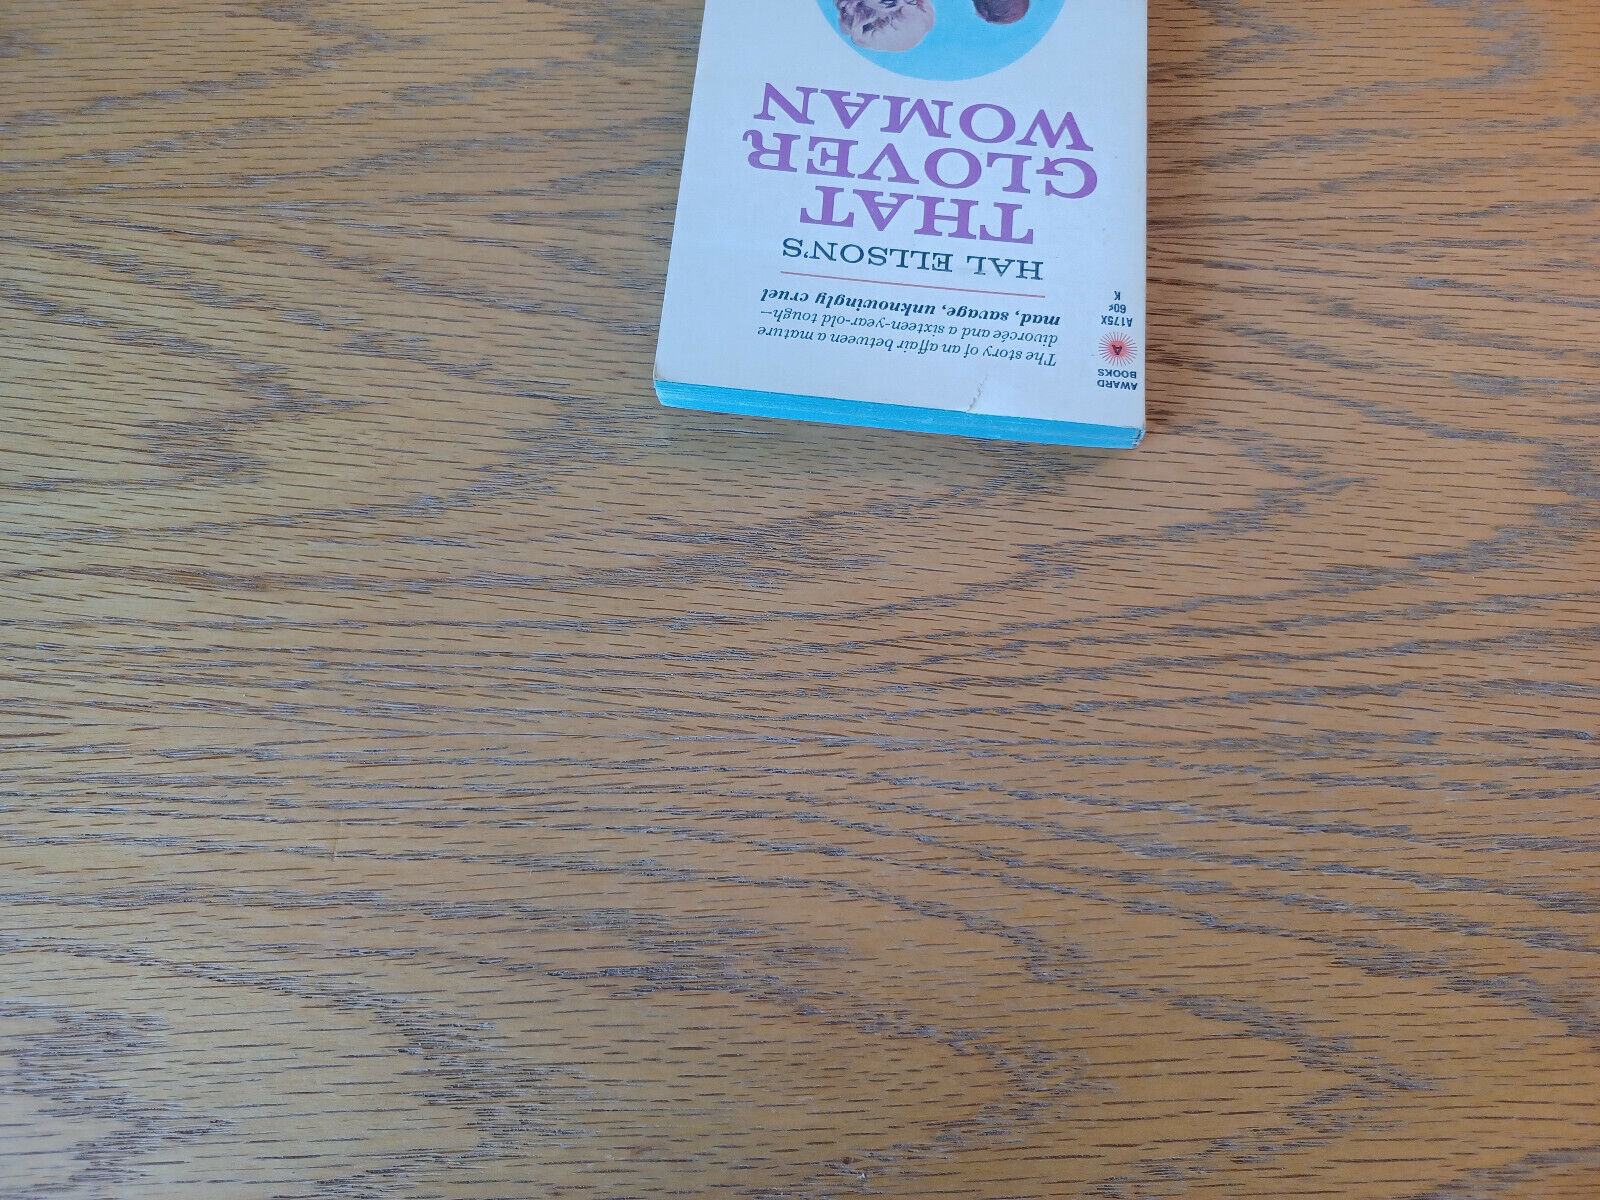 AWARD
BOOKS
A
A175X
60¢
K
The story of an affair between a mature
divorcée and a sixteen-year-old tough—
mad, savage, unknowingly cruel
HAL ELLSON'S
THAT
GLOVER
WOMAN